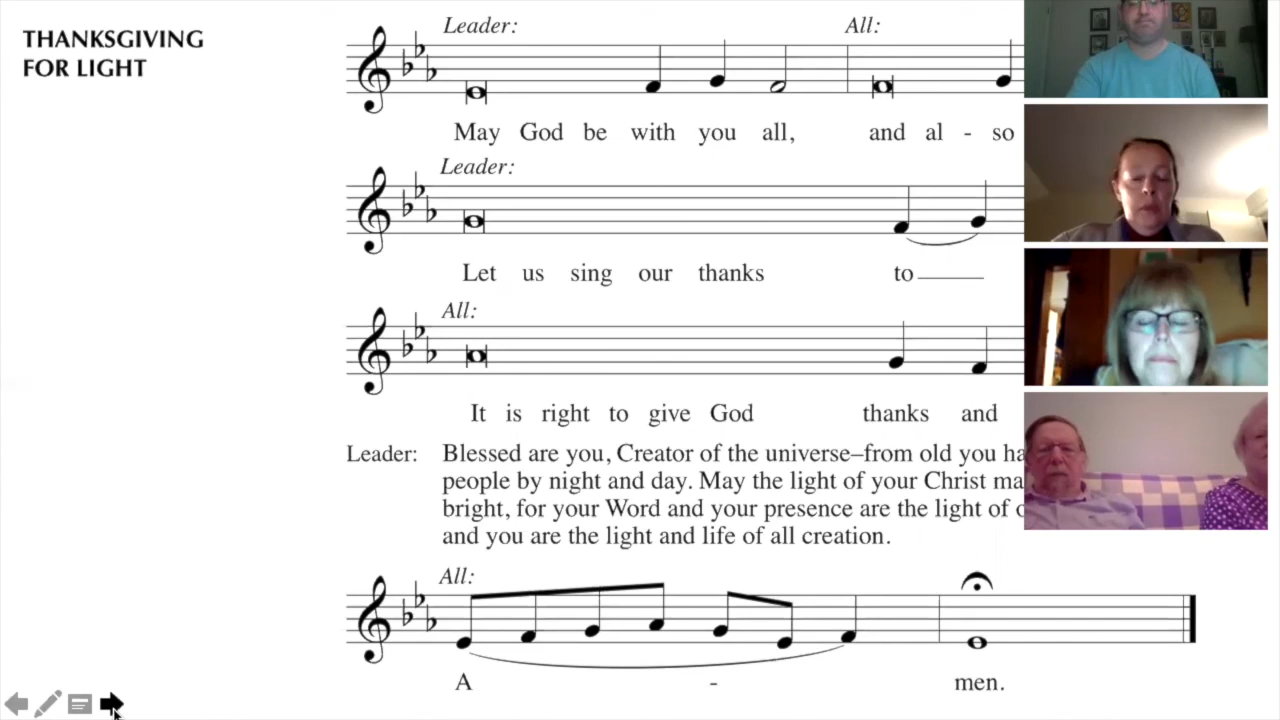 THANKSGIVING
FOR LIGHT
Leader: All:
May God be with you all, and al - so
Leader:
Let us sing our thanks to
All:
It is right to give God thanks and
Leader: Blessed are you, Creator of the universe–from old you
people by night and day. May the light of your Christ
bright, for your Word and your presence are the light of
and you are the light and life of all creation.
All:
A - men.